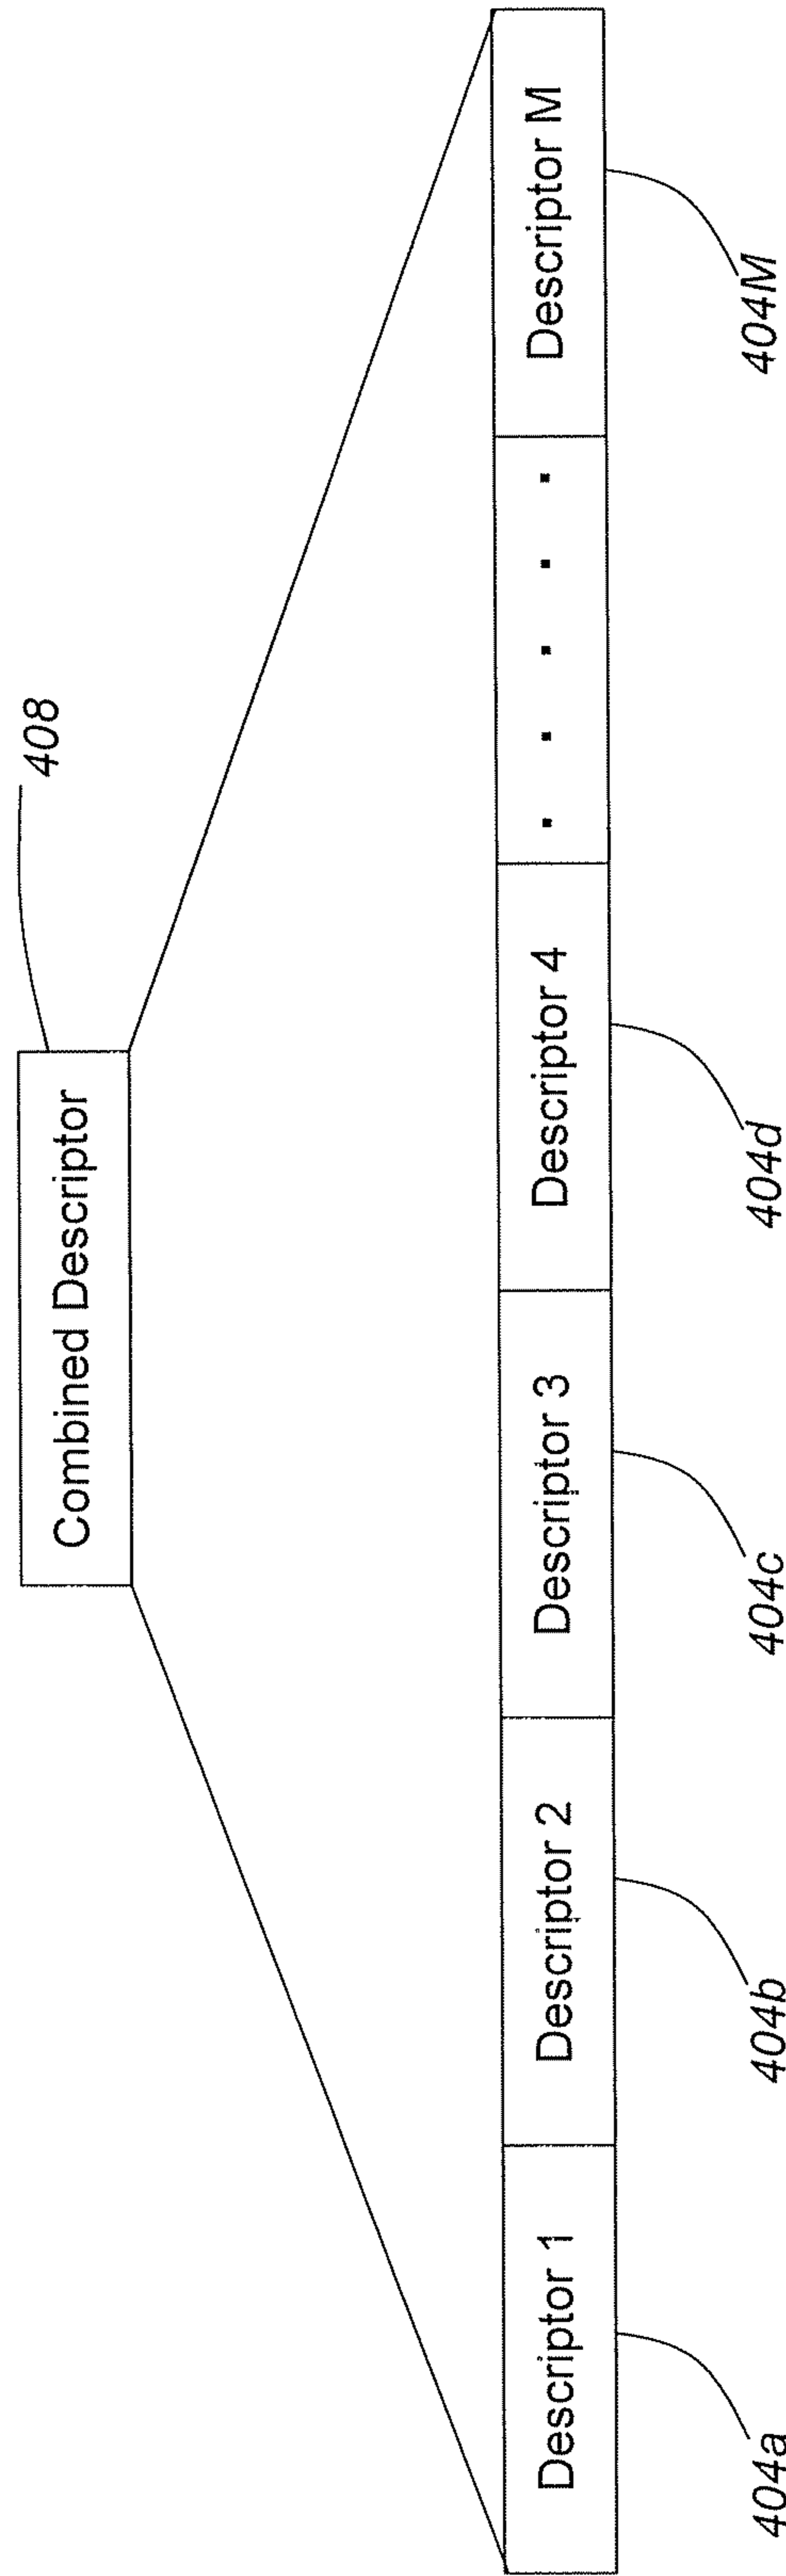 408
Combined Descriptor
Descriptor 1
Descriptor 2
Descriptor 3
Descriptor 4
. . . . .
Descriptor M
404a
404b
404c
404d
404M